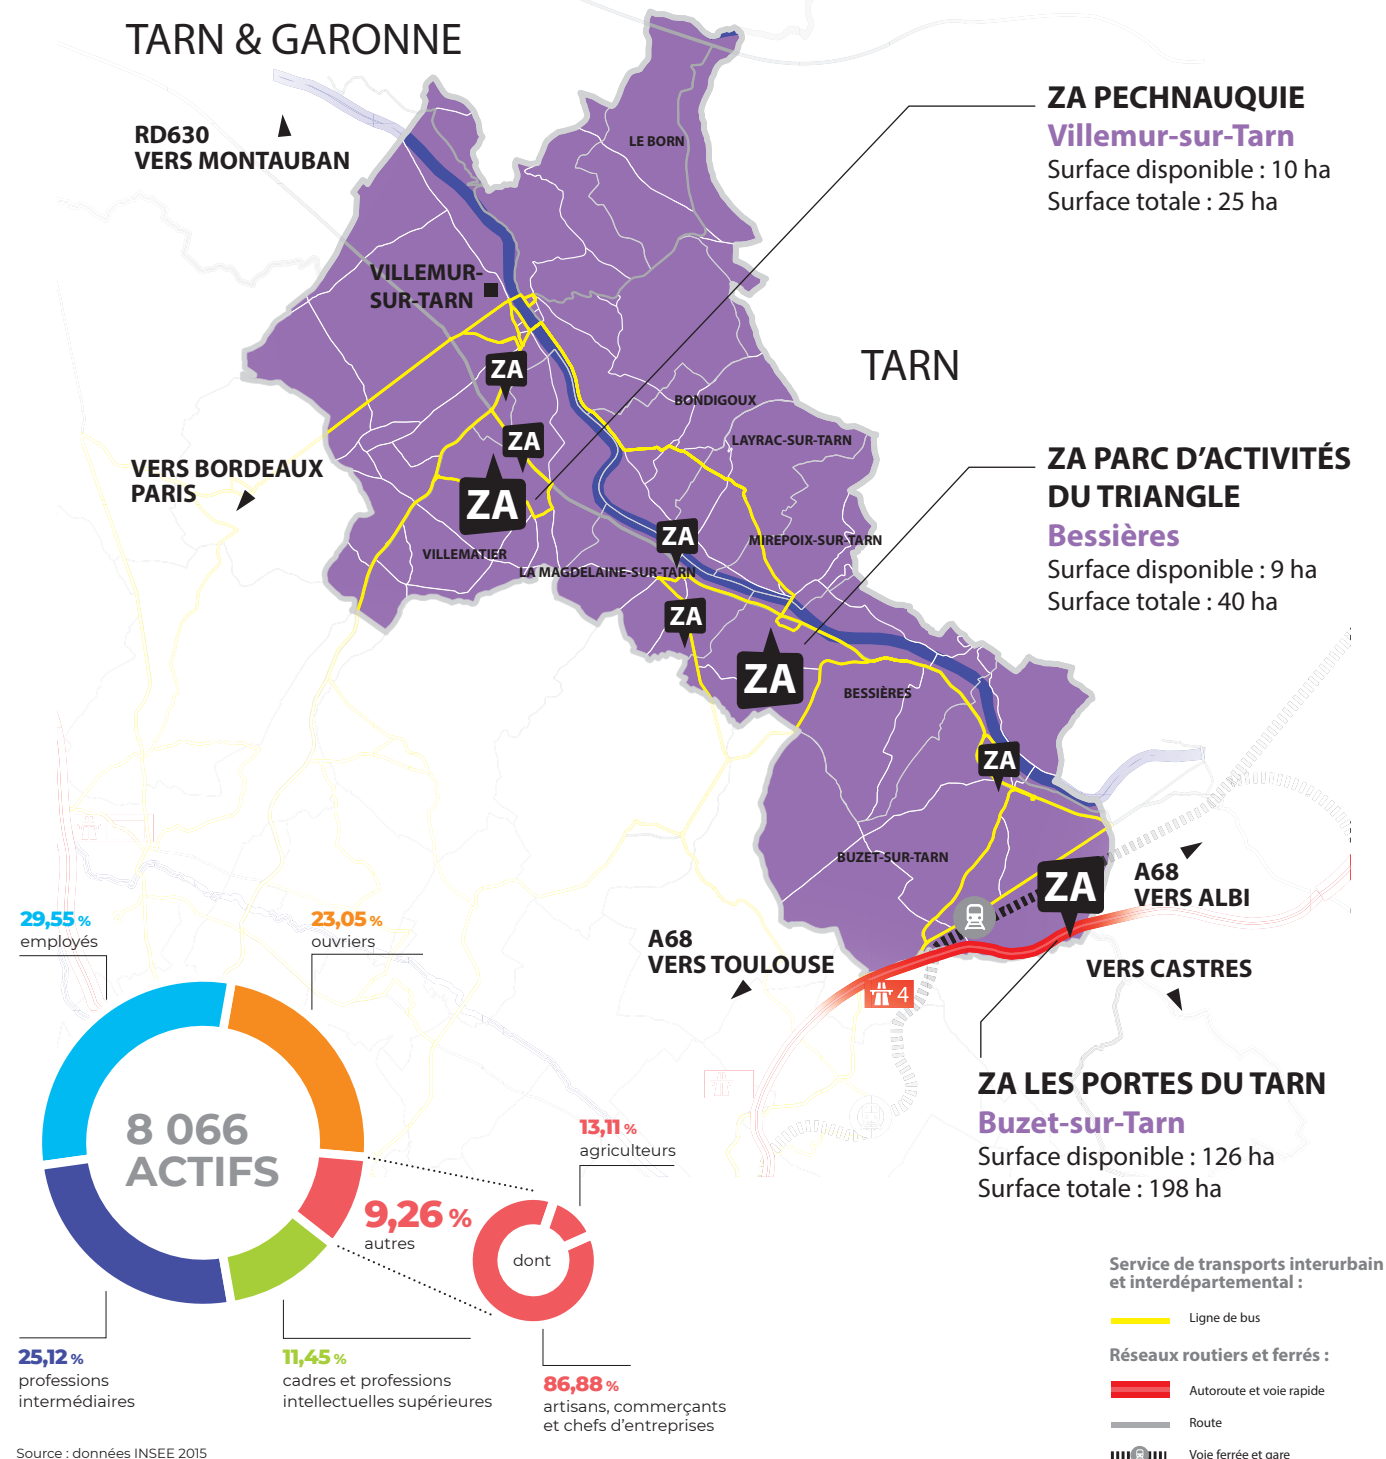 TARN & GARONNE
RD630
VERS MONTAUBAN
LE BORN
ZA PECHNAUQUIE
Villemur-sur-Tarn
Surface disponible : 10 ha
Surface totale : 25 ha
VILLEMUR-
SUR-TARN
TARN
ZA
BONDIGOUX
LAYRAC-SUR-TARN
ZA
VERS BORDEAUX
PARIS
ZA
ZA PARC D’ACTIVITÉS
DU TRIANGLE
Bessières
Surface disponible : 9 ha
Surface totale : 40 ha
ZA
MIREPOIX-SUR-TARN
VILLEMATIER
LA MAGDELAINE-SUR-TARN
ZA
ZA
BESSIÈRES
ZA
BUZET-SUR-TARN
ZA
A68
VERS ALBI
A68
VERS TOULOUSE
VERS CASTRES
4
ZA LES PORTES DU TARN
Buzet-sur-Tarn
Surface disponible : 126 ha
Surface totale : 198 ha
29,55 %
employés
23,05 %
ouvriers
8 066
ACTIFS
9,26 %
autres
13,11 %
agriculteurs
dont
86,88 %
artisans, commerçants
et chefs d’entreprises
25,12 %
professions
intermédiaires
11,45 %
cadres et professions
intellectuelles supérieures
Source : données INSEE 2015
Service de transports interurbain
et interdépartemental :
Ligne de bus
Réseaux routiers et ferrés :
Autoroute et voie rapide
Route
Voie ferrée et gare